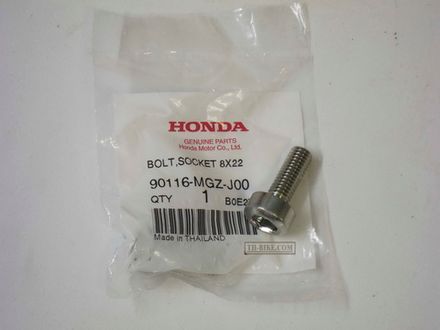 HONDA
GENUINE PARTS
Honda Motor Co., Ltd.
BOLT,SOCKET 8X22
90116-MGZ-J00
QTY 1 B0E2
Made in THAILAND
TH-BIKE.COM